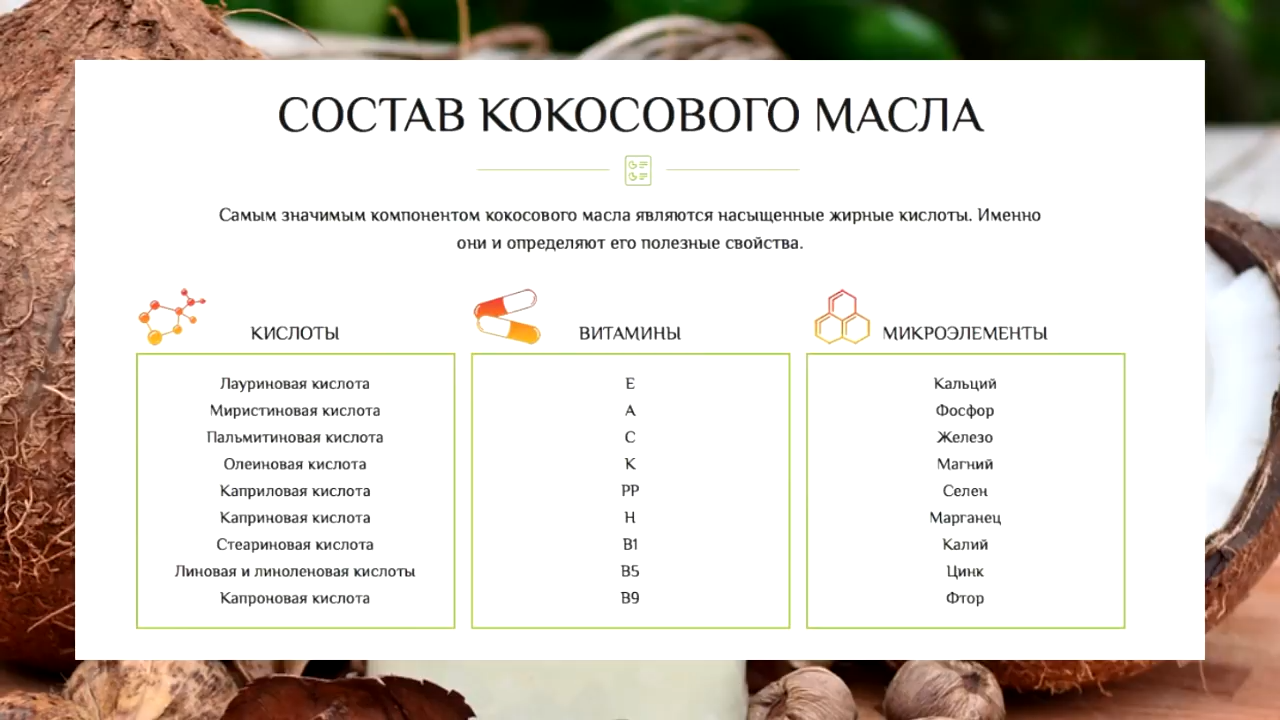 СОСТАВ КОКОСОВОГО МАСЛА
Самым значимым компонентом кокосового масла являются насыщенные жирные кислоты. Именно
они и определяют его полезные свойства.
КИСЛОТЫ
Лауриновая кислота
Миристиновая кислота
Пальмитиновая кислота
Олеиновая кислота
Каприловая кислота
Каприновая кислота
Стеариновая кислота
Линовая и линоленовая кислоты
Капроновая кислота
ВИТАМИНЫ
E
A
C
K
PP
H
B1
B5
B9
МИКРОЭЛЕМЕНТЫ
Кальций
Фосфор
Железо
Магний
Селен
Марганец
Калий
Цинк
Фтор